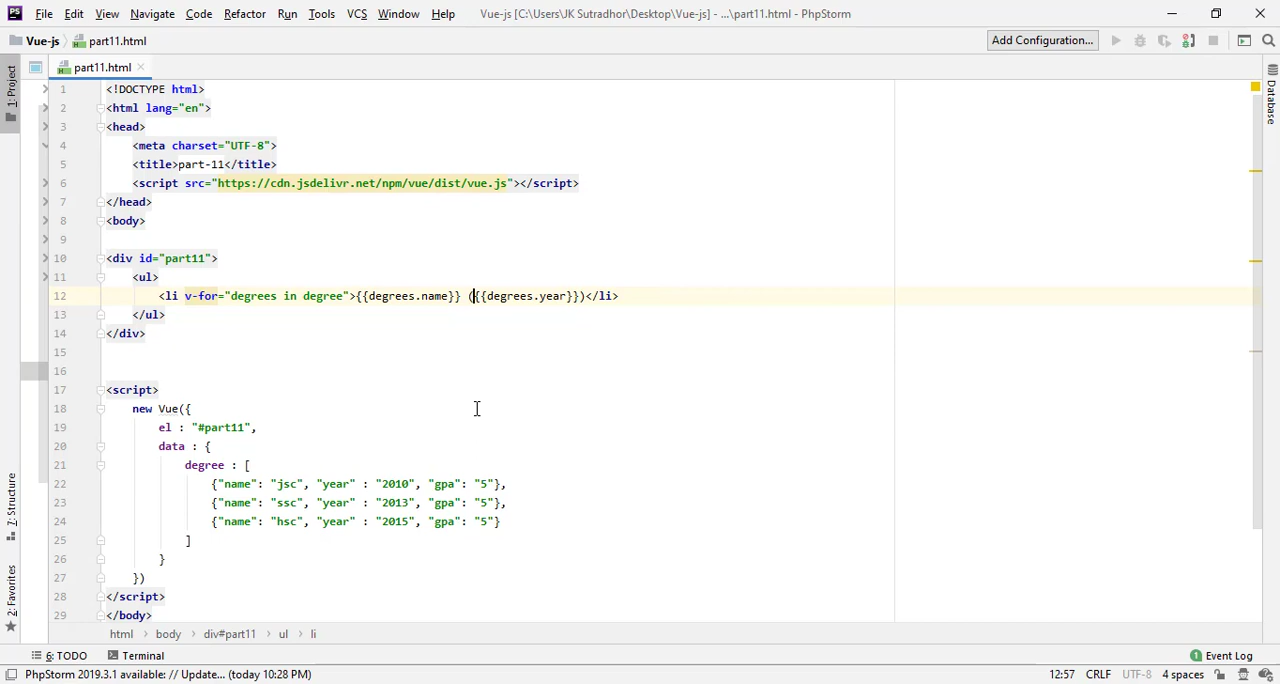 PS File Edit View Navigate Code Refactor Run Tools VCS Window Help Vue-js [C:\Users\JK Sutradhor\Desktop\Vue-js] - ...\part11.html - PhpStorm
Vue-js part11.html Add Configuration...
1: Project
part11.html
Database
1 <!DOCTYPE html>
2 <html lang="en">
3 <head>
4 <meta charset="UTF-8">
5 <title>part-11</title>
6 <script src="https://cdn.jsdelivr.net/npm/vue/dist/vue.js"></script>
7 </head>
8 <body>
9
10 <div id="part11">
11 <ul>
12 <li v-for="degrees in degree">{{degrees.name}} ({{degrees.year}})</li>
13 </ul>
14 </div>
15
16
17 <script>
18 new Vue({
19 el : "#part11",
20 data : {
21 degree : [
22 {"name": "jsc", "year" : "2010", "gpa": "5"},
23 {"name": "ssc", "year" : "2013", "gpa": "5"},
24 {"name": "hsc", "year" : "2015", "gpa": "5"}
25 ]
26 }
27 })
28 </script>
29 </body>
7: Structure
2: Favorites
html body div#part11 ul li
6: TODO Terminal 1 Event Log
PhpStorm 2019.3.1 available: // Update... (today 10:28 PM) 12:57 CRLF UTF-8 4 spaces